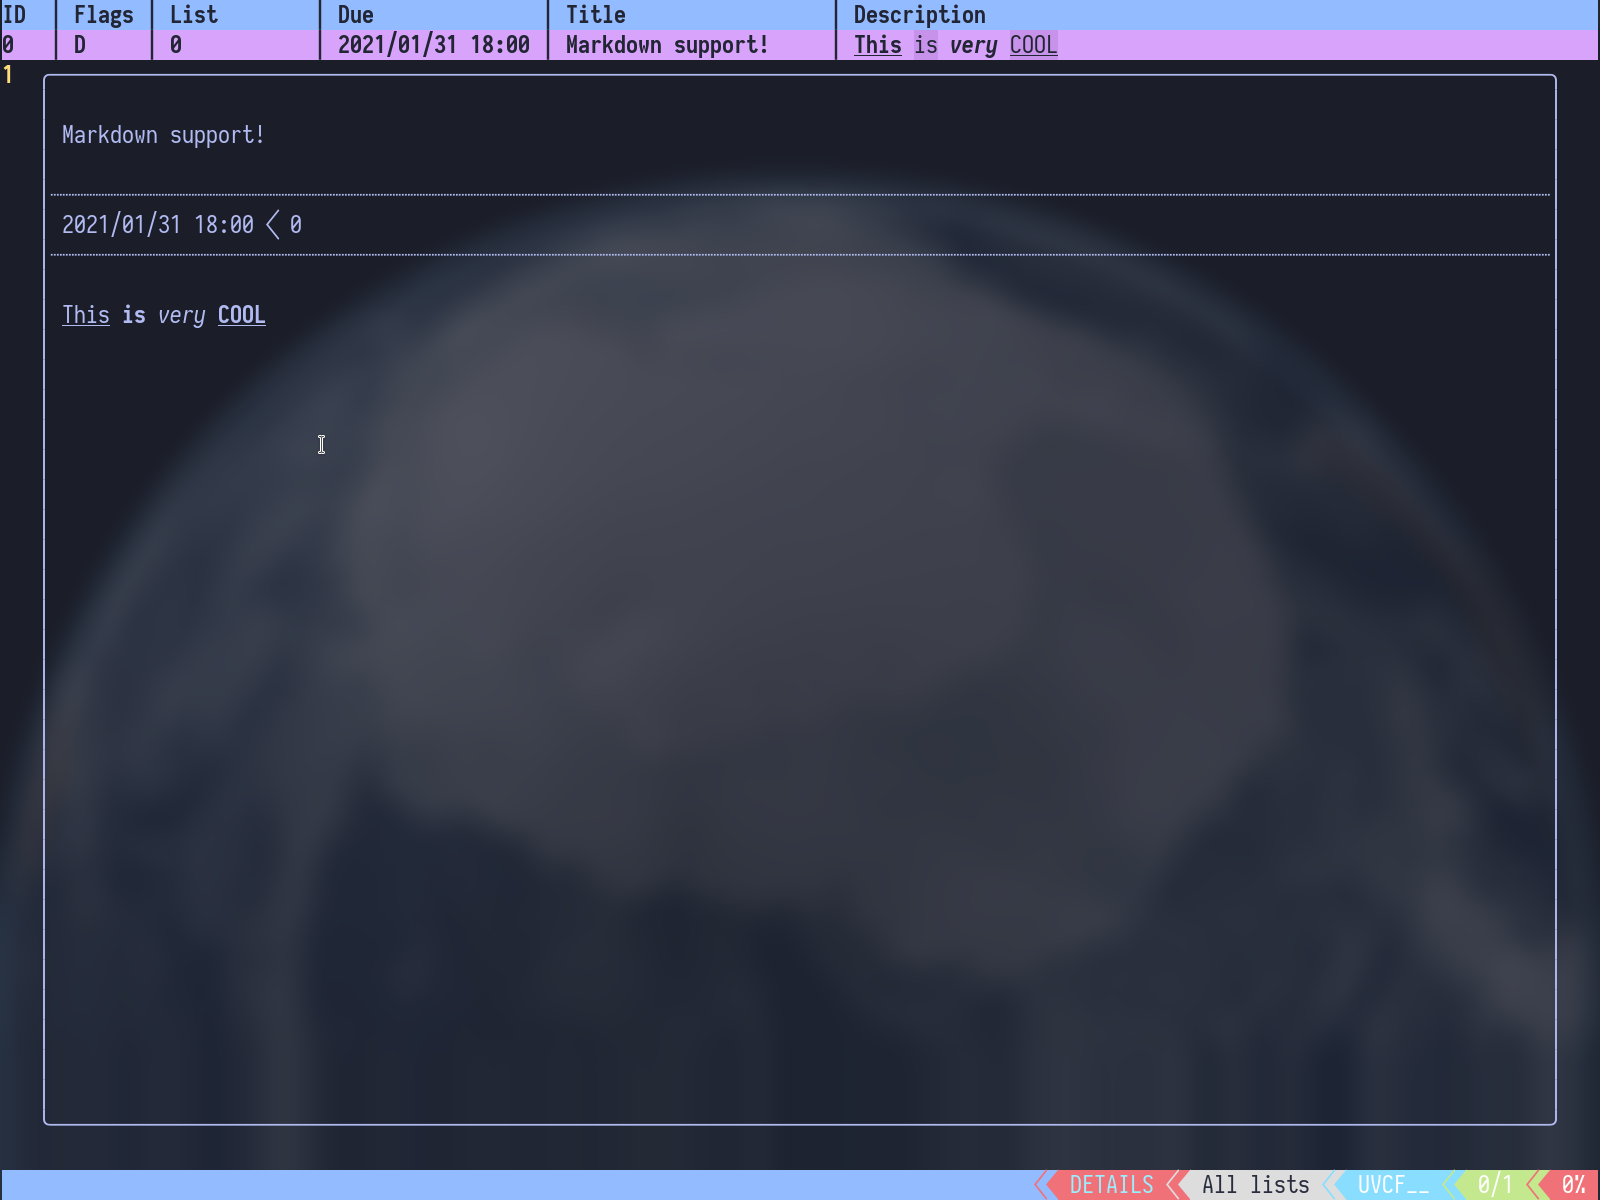 ID Flags List Due Title Description
0 D 0 2021/01/31 18:00 Markdown support! This is very COOL
1
Markdown support!
2021/01/31 18:00 〈 0
This is very COOL
DETAILS All lists UVCF__ 0/1 0%